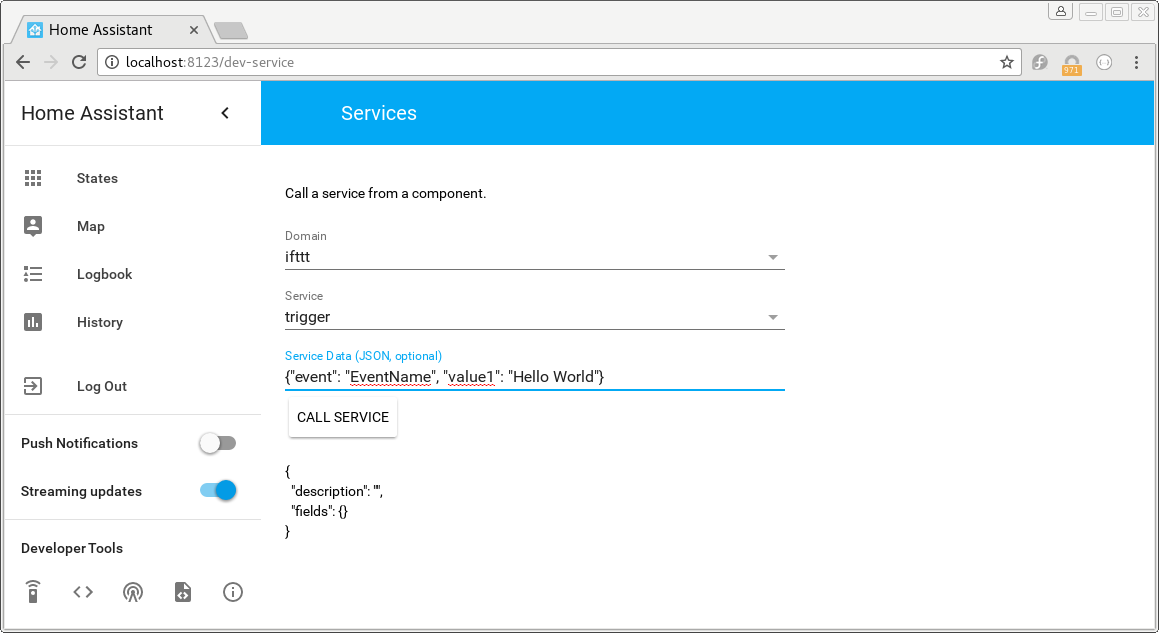 Home Assistant
localhost:8123/dev-service
971
Home Assistant
Services
States
Map
Logbook
History
Log Out
Push Notifications
Streaming updates
Developer Tools
Call a service from a component.
Domain
ifttt
Service
trigger
Service Data (JSON, optional)
{"event": "EventName", "value1": "Hello World"}
CALL SERVICE
{
"description": "",
"fields": {}
}